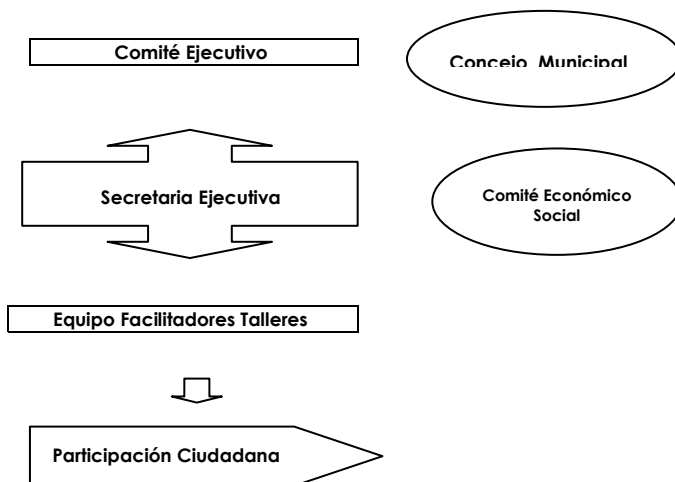 Comité Ejecutivo
Concejo Municipal
Secretaria Ejecutiva
Comité Económico
Social
Equipo Facilitadores Talleres
Participación Ciudadana